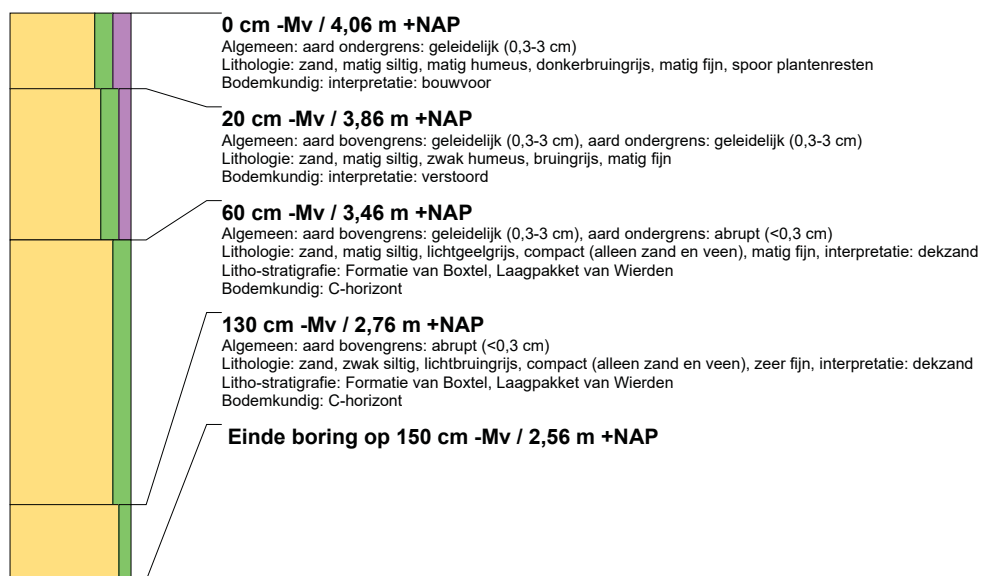 0 cm -Mv / 4,06 m +NAP
Algemeen: aard ondergrens: geleidelijk (0,3-3 cm)
Lithologie: zand, matig siltig, matig humeus, donkerbruingrijs, matig fijn, spoor plantenresten
Bodemkundig: interpretatie: bouwvoor
20 cm -Mv / 3,86 m +NAP
Algemeen: aard bovengrens: geleidelijk (0,3-3 cm), aard ondergrens: geleidelijk (0,3-3 cm)
Lithologie: zand, matig siltig, zwak humeus, bruingrijs, matig fijn
Bodemkundig: interpretatie: verstoord
60 cm -Mv / 3,46 m +NAP
Algemeen: aard bovengrens: geleidelijk (0,3-3 cm), aard ondergrens: abrupt (<0,3 cm)
Lithologie: zand, matig siltig, lichtgeelgrijs, compact (alleen zand en veen), matig fijn, interpretatie: dekzand
Litho-stratigrafie: Formatie van Boxtel, Laagpakket van Wierden
Bodemkundig: C-horizont
130 cm -Mv / 2,76 m +NAP
Algemeen: aard bovengrens: abrupt (<0,3 cm)
Lithologie: zand, zwak siltig, lichtbruingrijs, compact (alleen zand en veen), zeer fijn, interpretatie: dekzand
Litho-stratigrafie: Formatie van Boxtel, Laagpakket van Wierden
Bodemkundig: C-horizont
Einde boring op 150 cm -Mv / 2,56 m +NAP